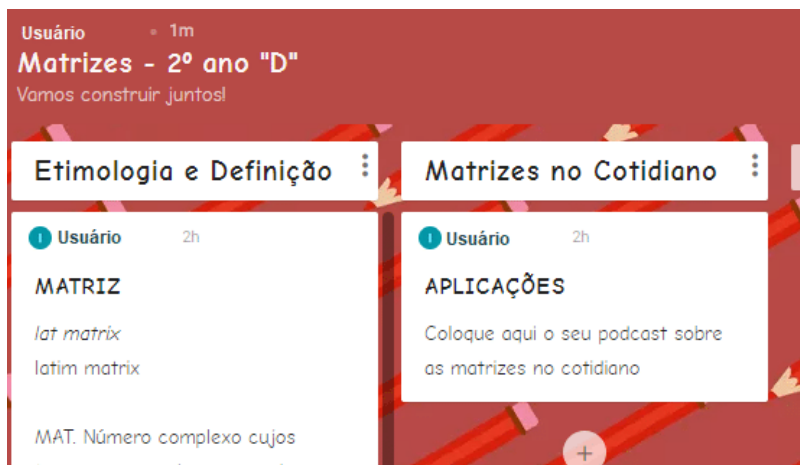 Usuário • 1m
Matrizes - 2º ano "D"
Vamos construir juntos!
Etimologia e Definição
Matrizes no Cotidiano
I Usuário 2h
MATRIZ
lat matrix
latim matrix
MAT. Número complexo cujos
I Usuário 2h
APLICAÇÕES
Coloque aqui o seu podcast sobre
as matrizes no cotidiano
+